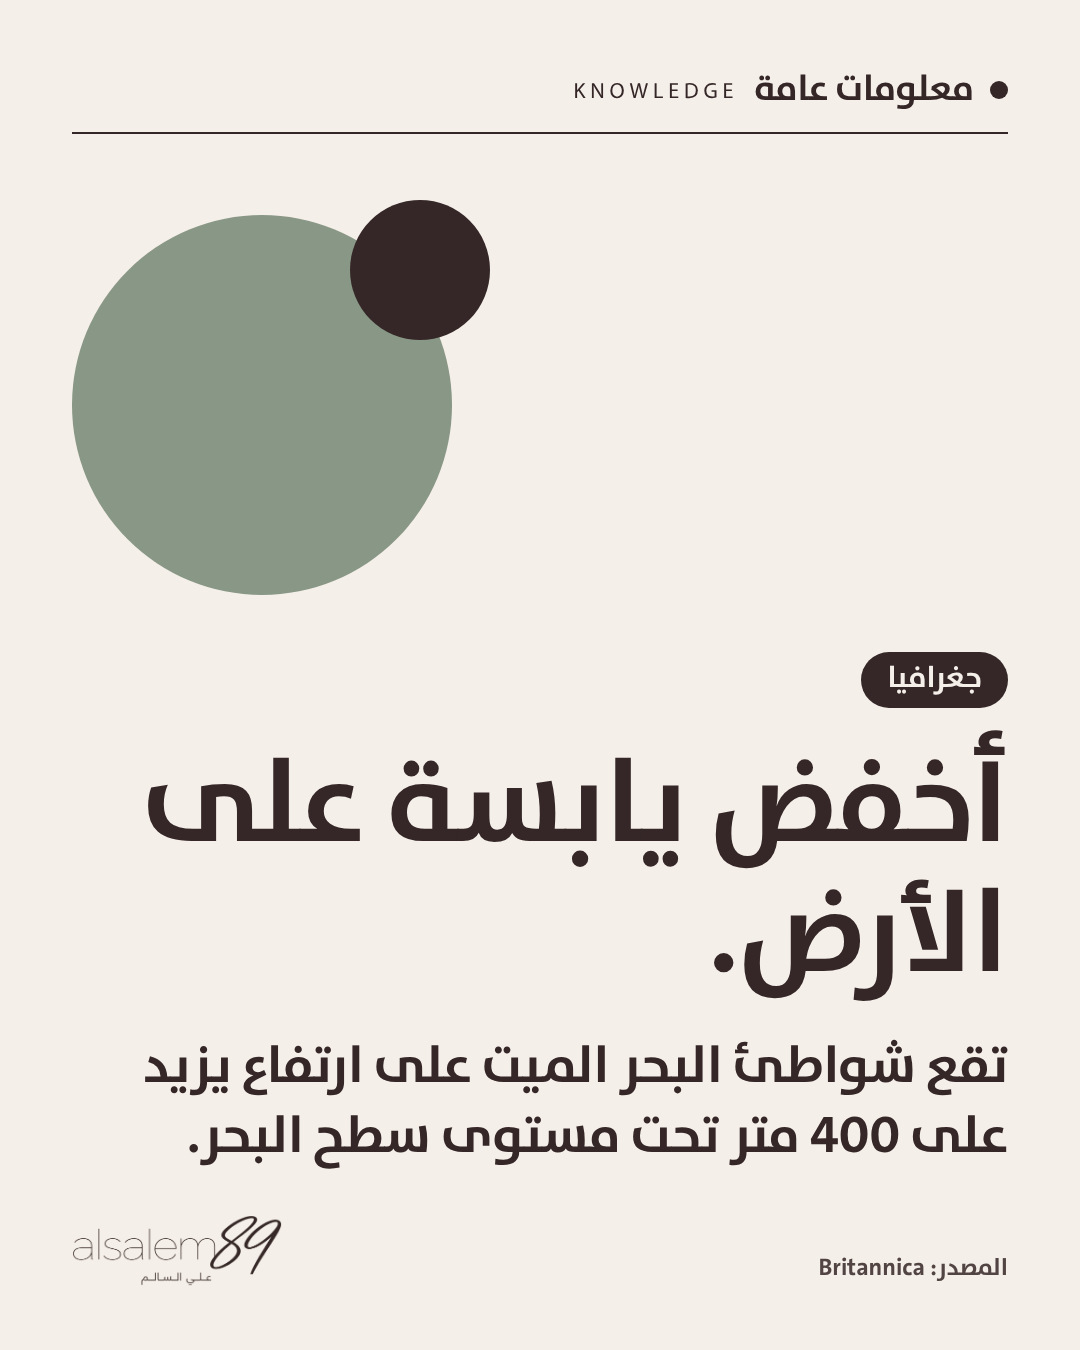 معلومات عامة KNOWLEDGE
جغرافيا
أخفض يابسة على
الأرض.
تقع شواطئ البحر الميت على ارتفاع يزيد
على 400 متر تحت مستوى سطح البحر.
المصدر: Britannica
alsalem89
علي السالم